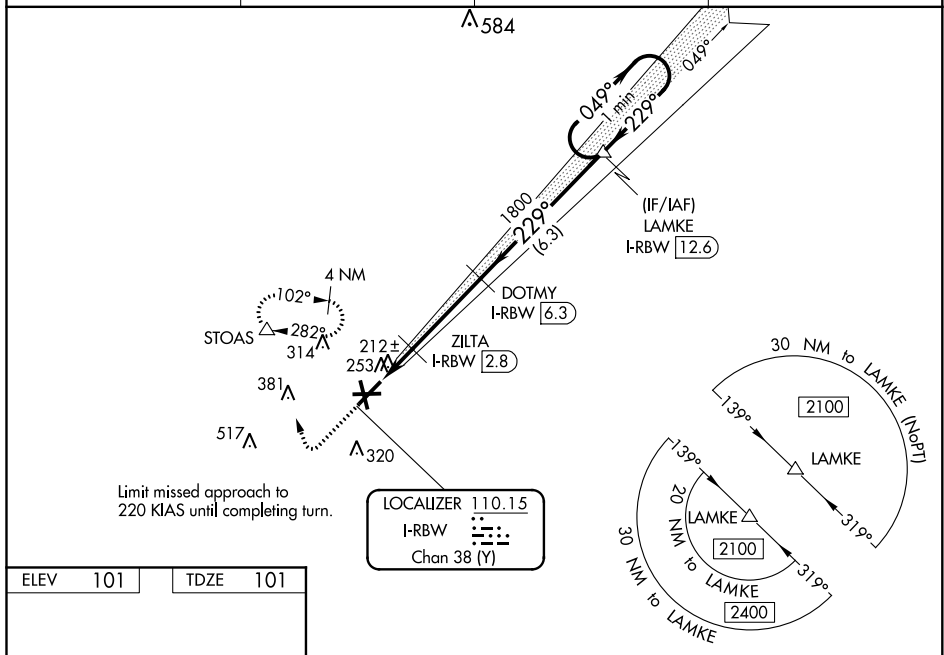 584
049°
049°
1 min
229°
1800
229°
(6.3)
(IF/IAF)
LAMKE
I-RBW 12.6
4 NM
102°
282°
STOAS
314
DOTMY
I-RBW 6.3
212±
253
ZILTA
I-RBW 2.8
381
517
320
Limit missed approach to
220 KIAS until completing turn.
LOCALIZER 110.15
I-RBW
Chan 38 (Y)
30 NM to LAMKE (NoPT)
139°
2100
LAMKE
319°
139°
LAMKE
20 NM to LAMKE
2100
319°
30 NM to LAMKE
2400
ELEV 101
TDZE 101